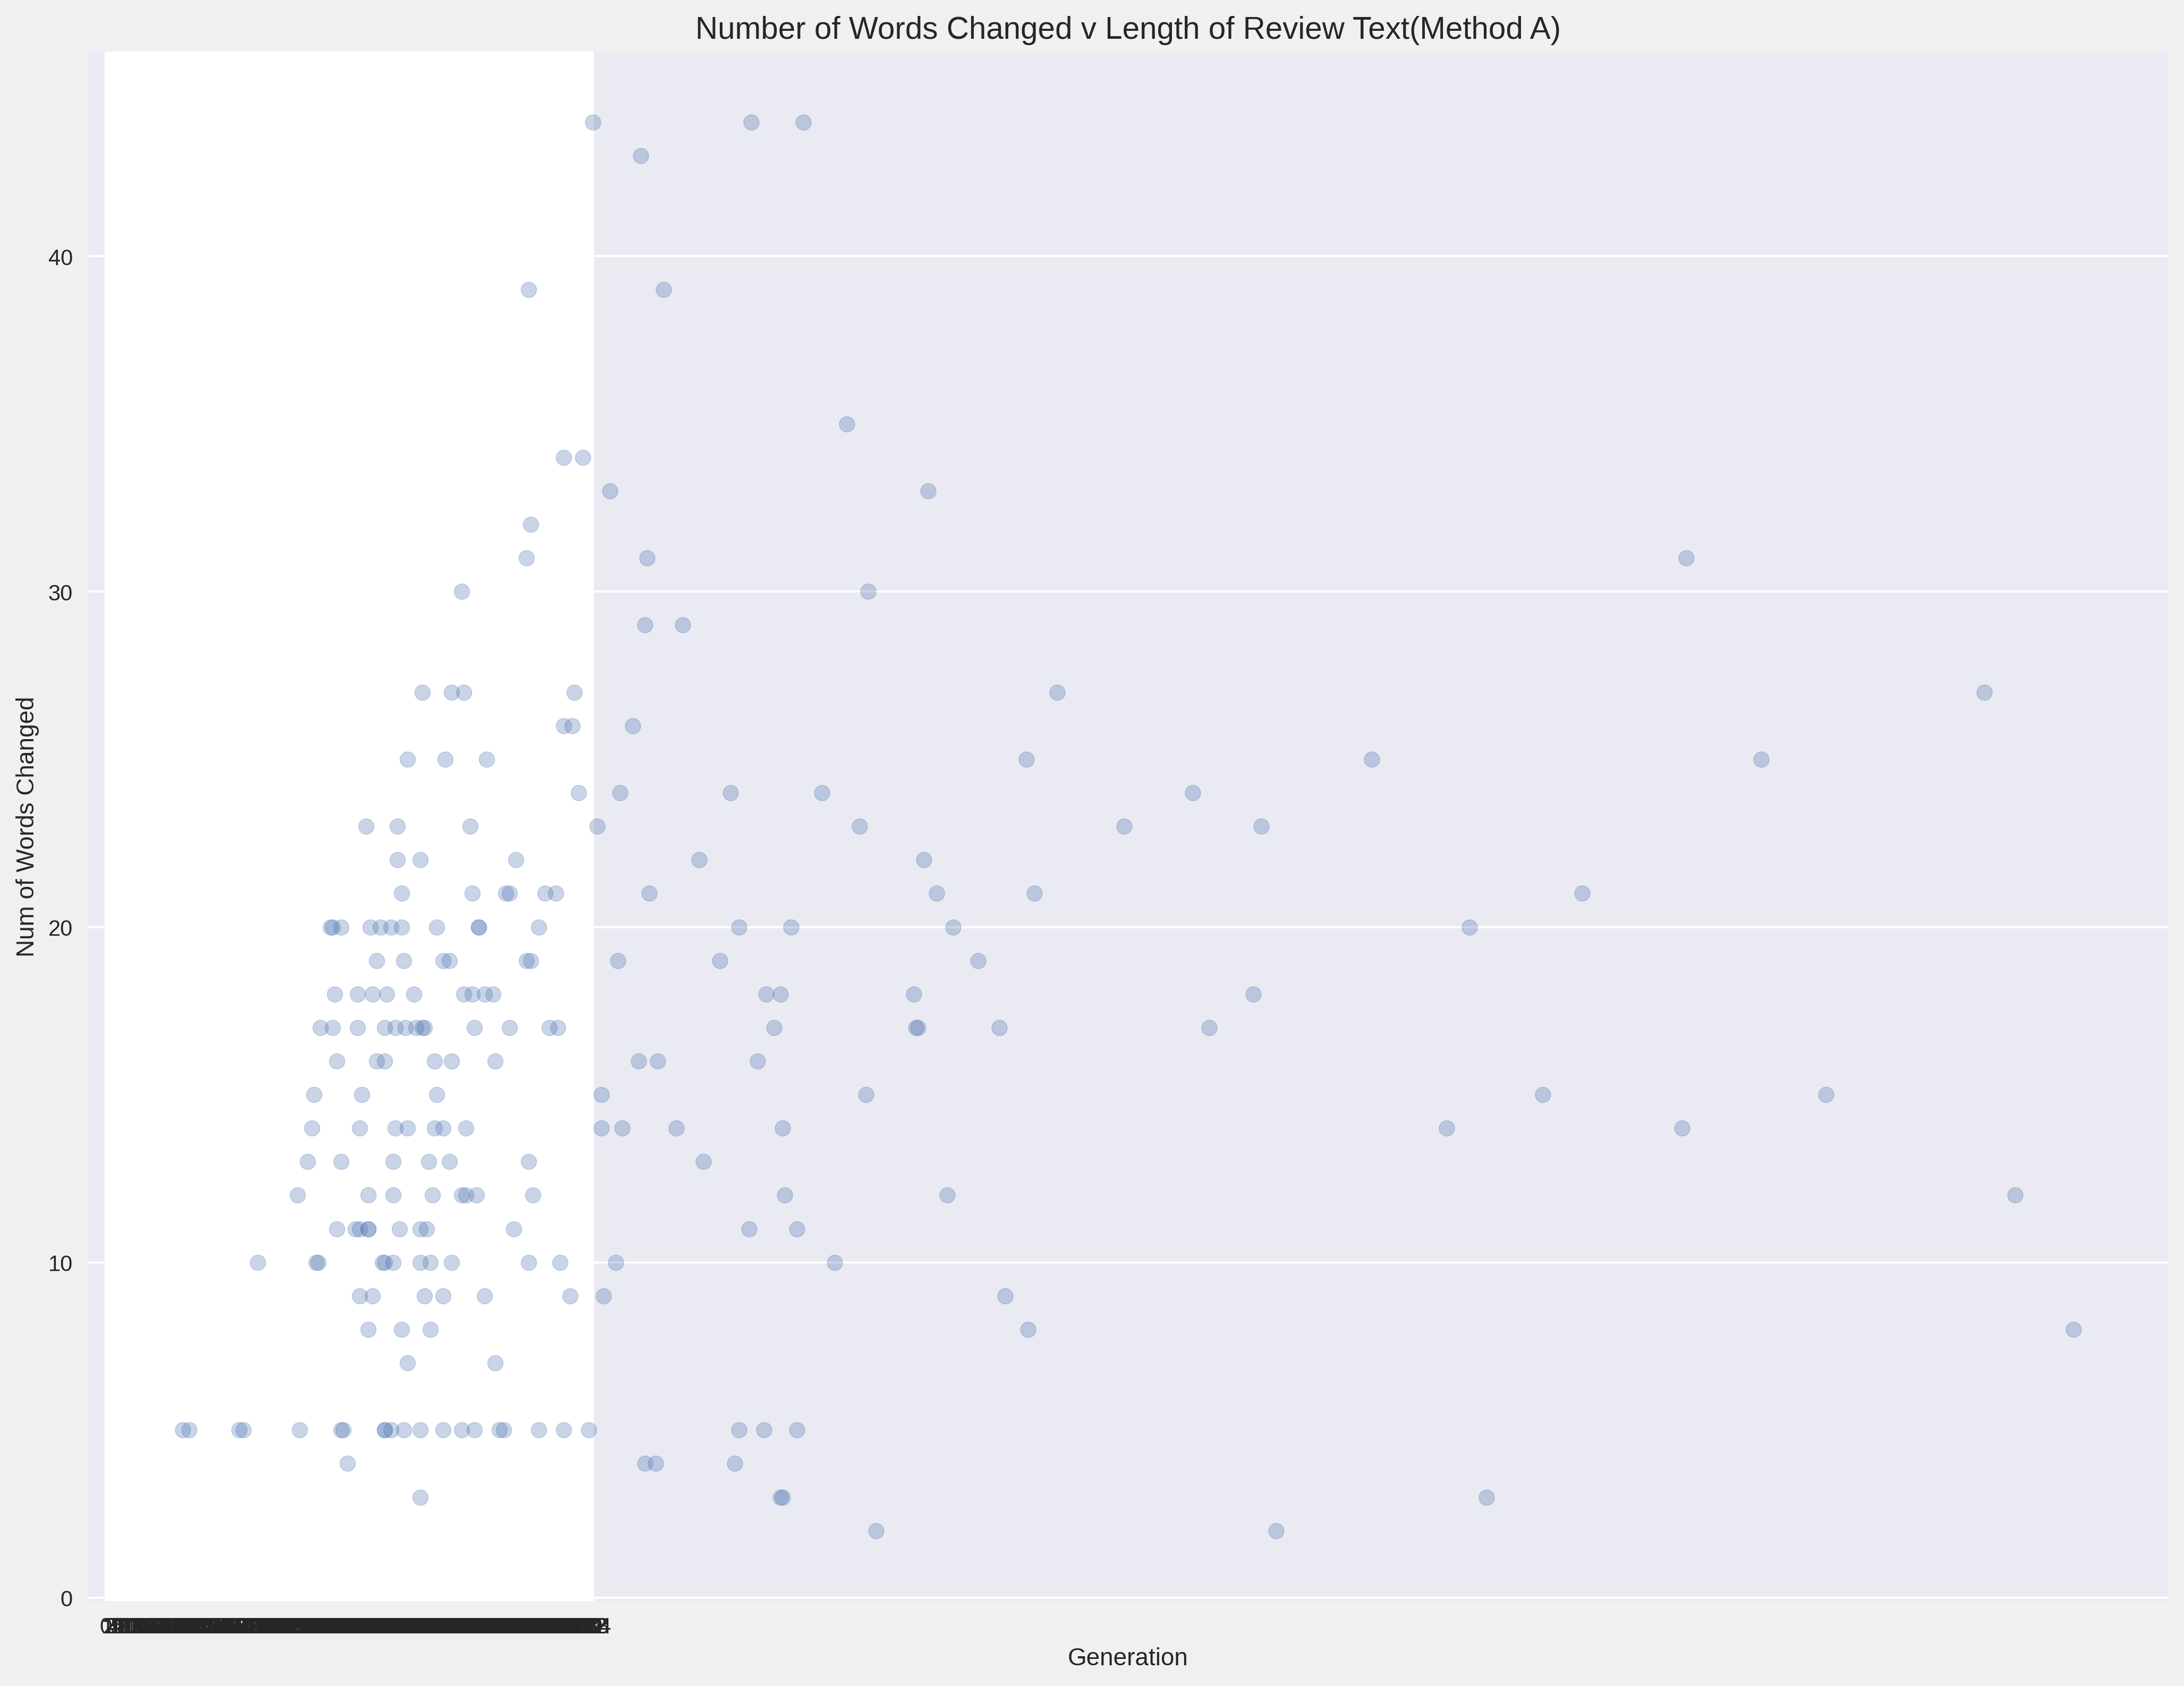 Number of Words Changed v Length of Review Text(Method A)
Num of Words Changed
40
30
20
10
0
Generation